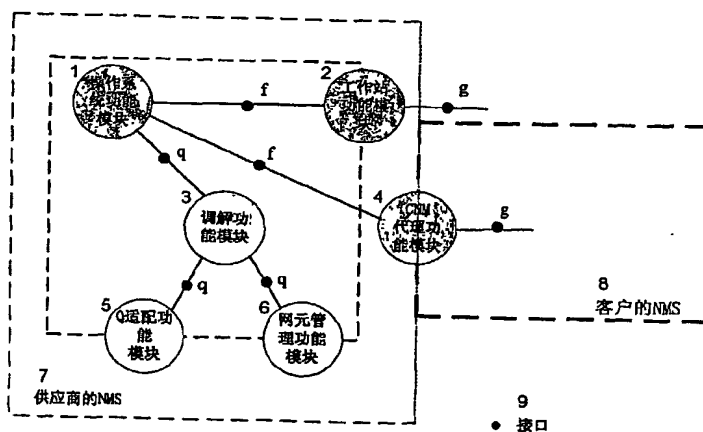 1
操作系
统功能
模块
f
2
工作站
功能模
g
q
f
3
调解功
能模块
4
CNM
代理功
能模块
g
q
q
5
Q适配功
能
模块
6
网元管
理功能
模块
7
供应商的NMS
8
客户的NMS
9
接口